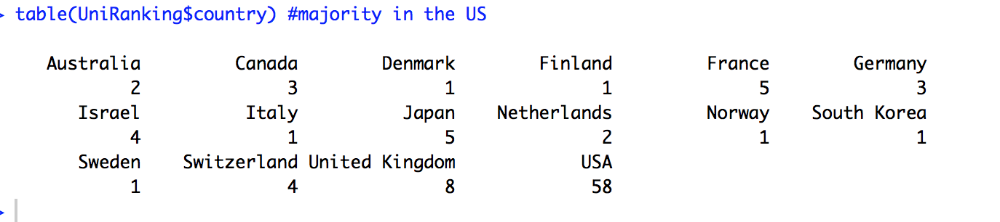 table(UniRanking$country) #majority in the US
Australia Canada Denmark Finland France Germany
2 3 1 1 5 3
Israel Italy Japan Netherlands Norway South Korea
4 1 5 2 1 1
Sweden Switzerland United Kingdom USA
1 4 8 58